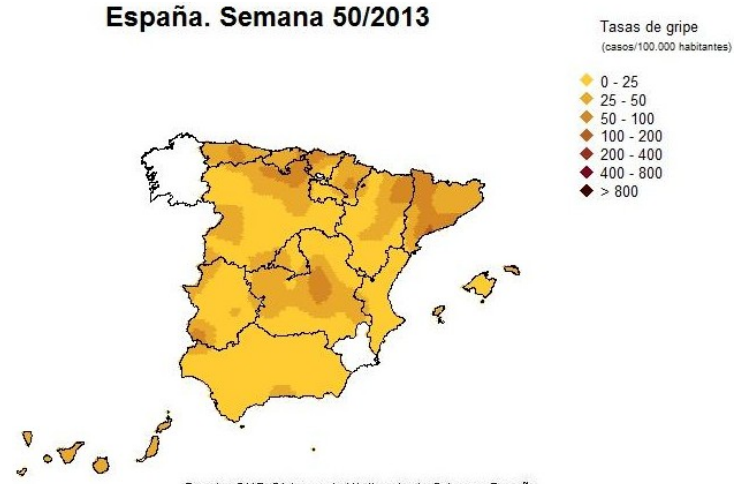 España. Semana 50/2013
Tasas de gripe
(casos/100.000 habitantes)
0 - 25
25 - 50
50 - 100
100 - 200
200 - 400
400 - 800
> 800